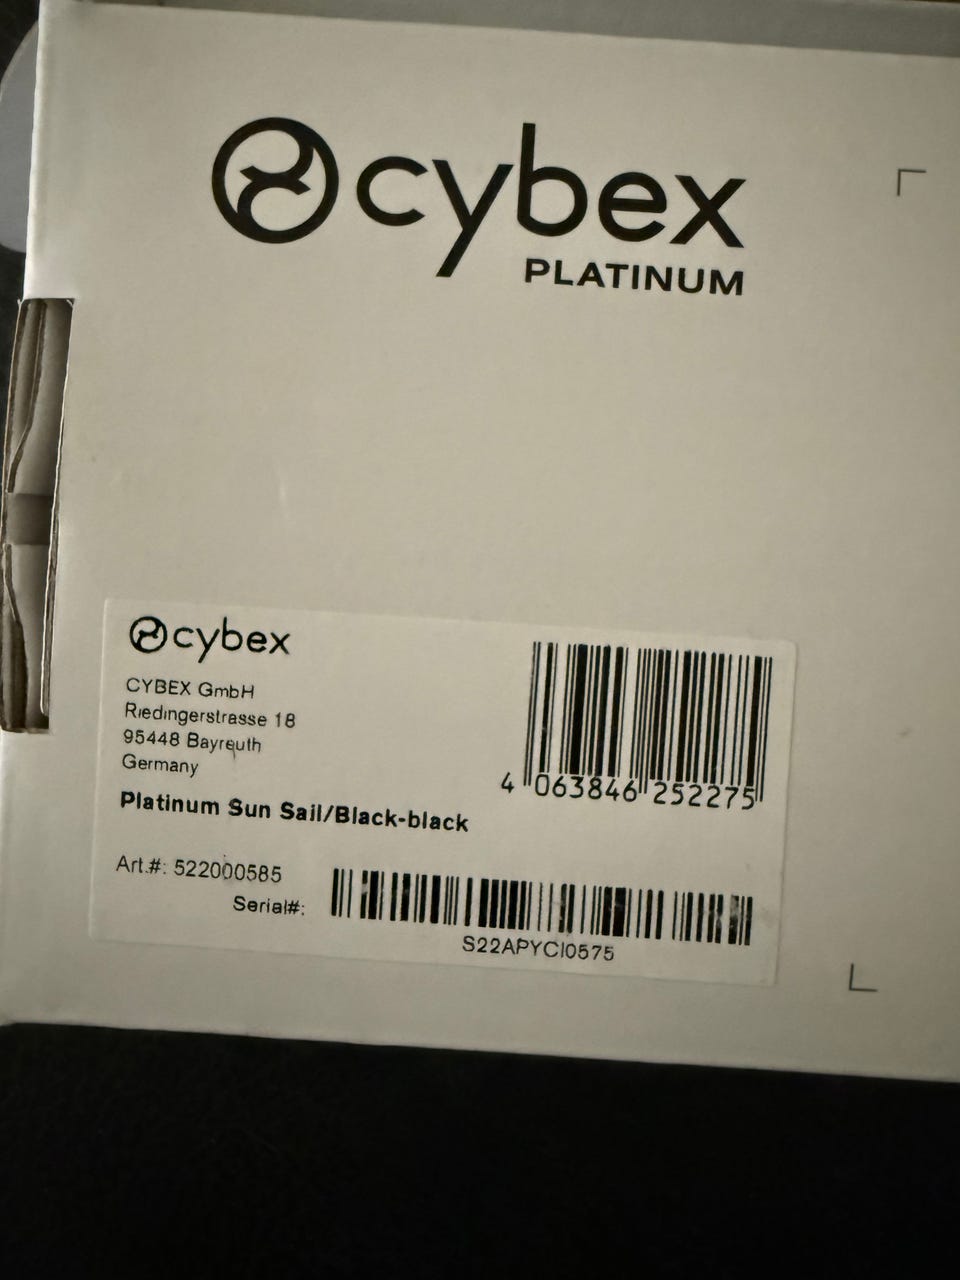 cybex
PLATINUM
cybex
CYBEX GmbH
Riedingerstrasse 18
95448 Bayreuth
Germany
4 063846 252275
Platinum Sun Sail/Black-black
Art.#: 522000585
Serial#:
S22APYCI0575